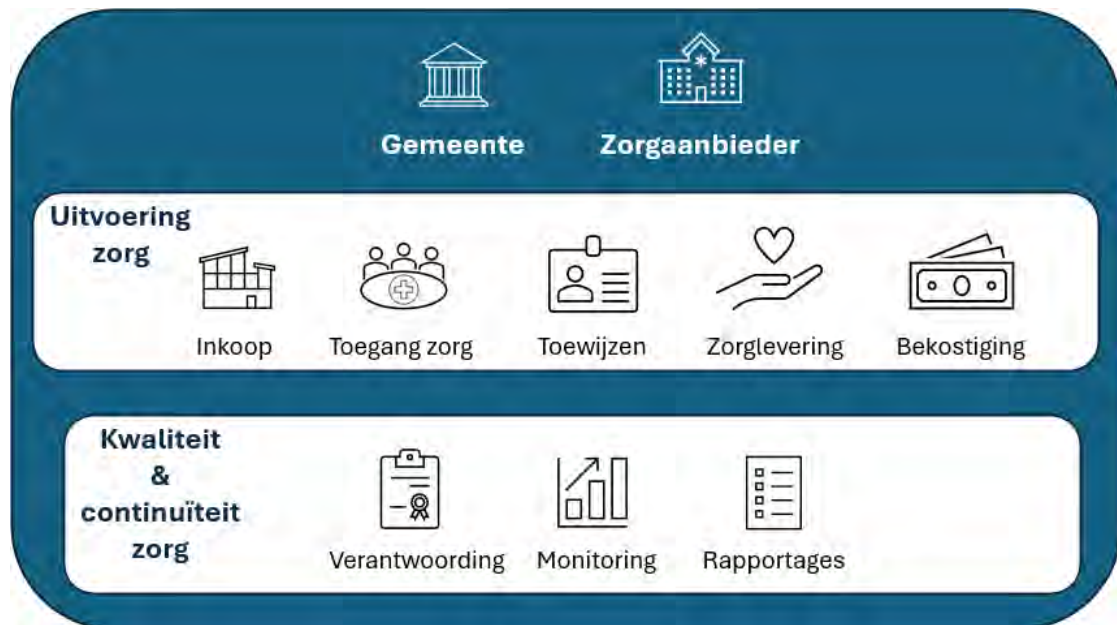 Gemeente
Zorgaanbieder
Uitvoering
zorg
Inkoop
Toegang zorg
Toewijzen
Zorglevering
Bekostiging
Kwaliteit
&
continuïteit
zorg
Verantwoording
Monitoring
Rapportages